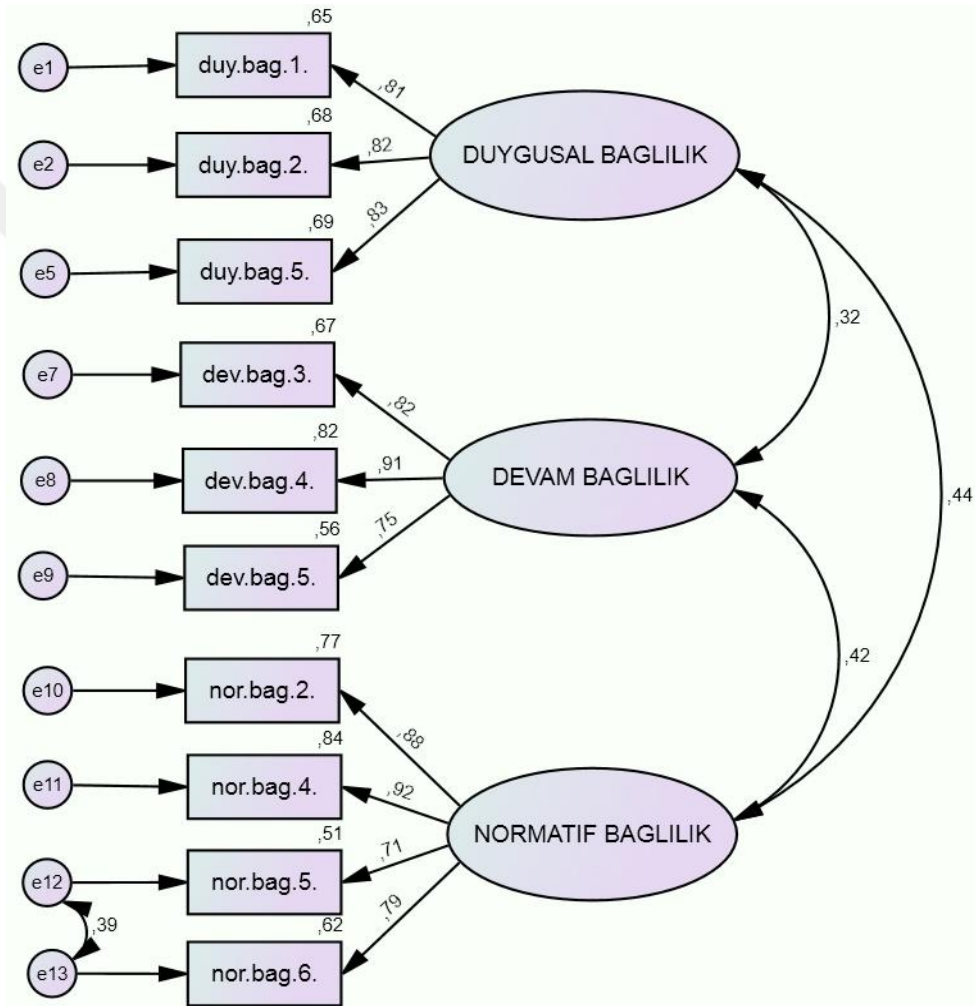 ,65
e1
duy.bag.1.
,81
,68
e2
duy.bag.2.
,82
DUYGUSAL BAGLILIK
,69
e5
duy.bag.5.
,83
,32
,67
e7
dev.bag.3.
,82
,82
e8
dev.bag.4.
,91
DEVAM BAGLILIK
,44
,56
e9
dev.bag.5.
,75
,42
,77
e10
nor.bag.2.
,88
,84
e11
nor.bag.4.
,92
NORMATIF BAGLILIK
,51
e12
nor.bag.5.
,71
,39
,62
e13
nor.bag.6.
,79